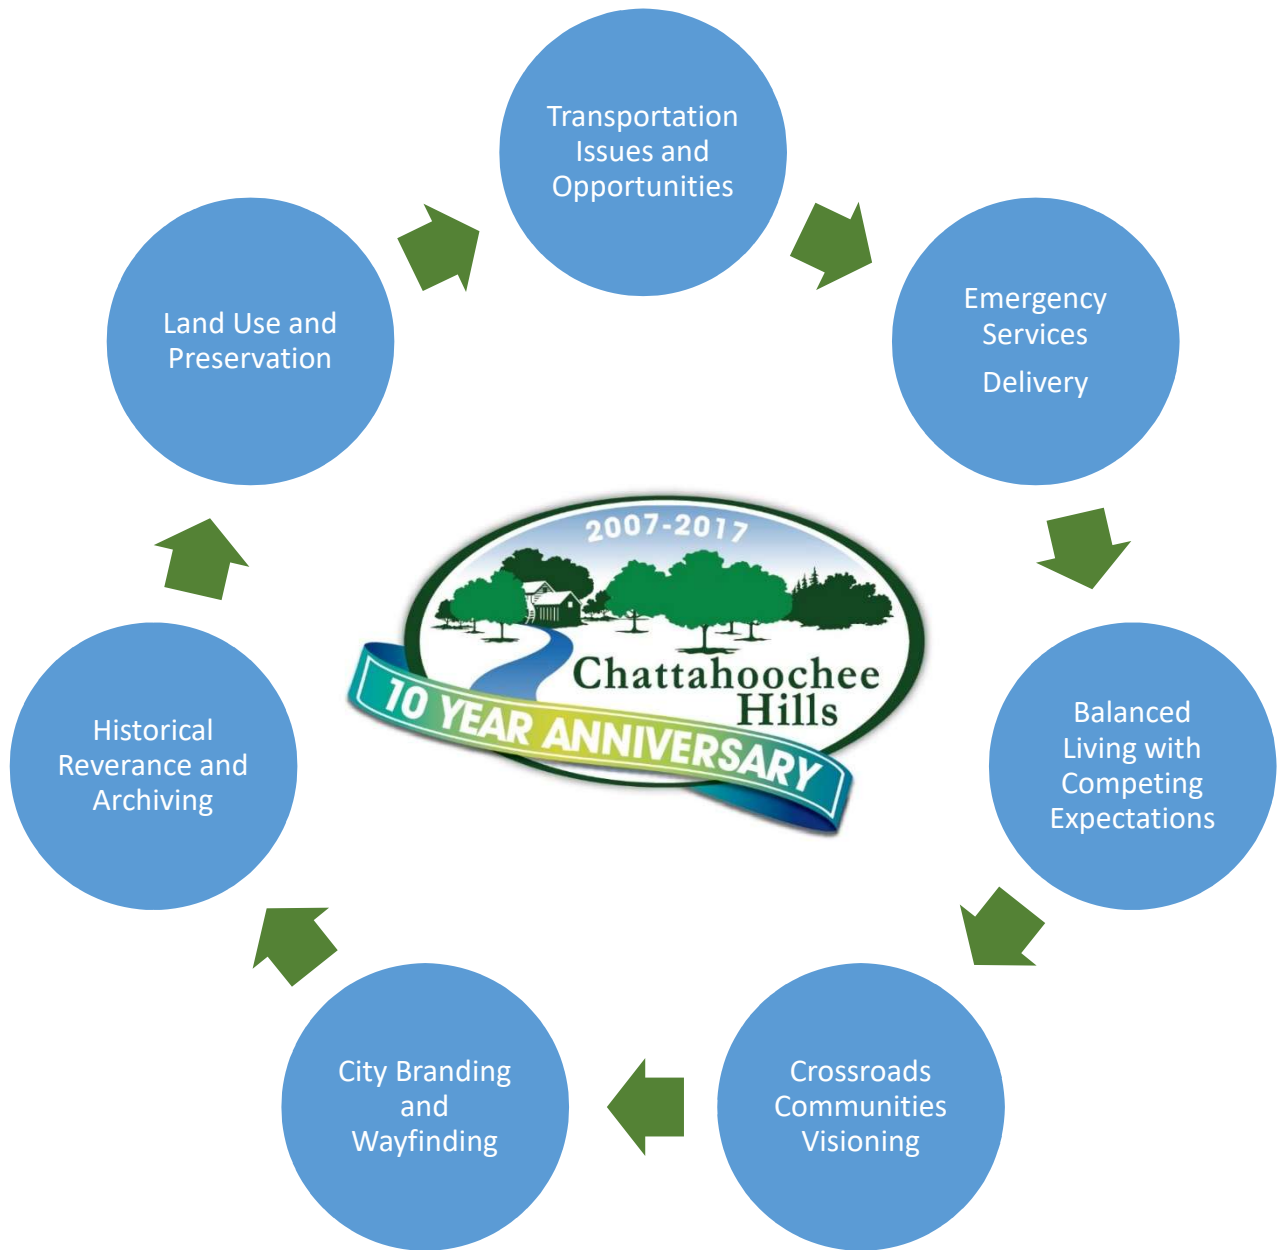 Transportation
Issues and
Opportunities
Emergency
Services
Delivery
Balanced
Living with
Competing
Expectations
Crossroads
Communities
Visioning
City Branding
and
Wayfinding
Historical
Reverance and
Archiving
Land Use and
Preservation
2007-2017
Chattahoochee
Hills
10 YEAR ANNIVERSARY